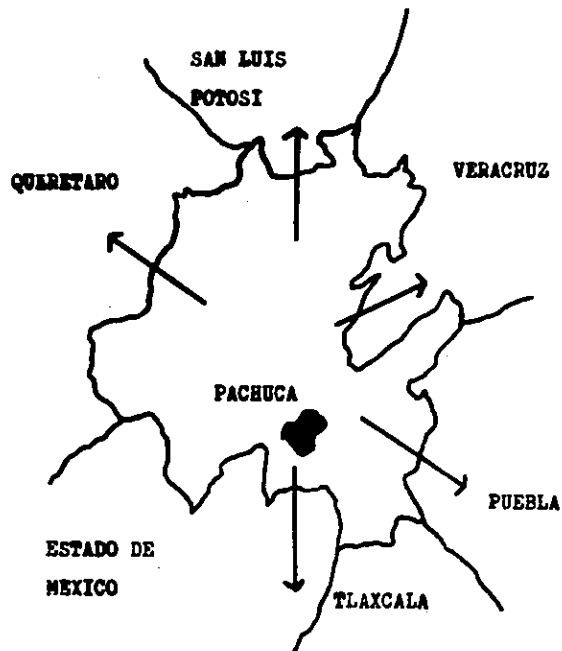 SAN LUIS
POTOSI
QUERETARO
VERACRUZ
PACHUCA
PUEBLA
ESTADO DE
MEXICO
TLAXCALA